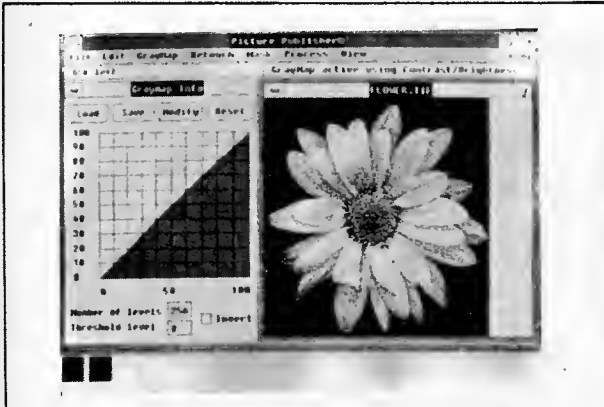 Picture Publisher
File Edit GrayMap Retouch Mask Process View
GrayMap active using Contrast/Brightness
GrayMap Info
FLOWER.TIF
Load Save Modify Reset
100
90
80
70
60
50
40
30
20
10
0
0 50 100
Number of levels 256
Threshold level 0
Invert